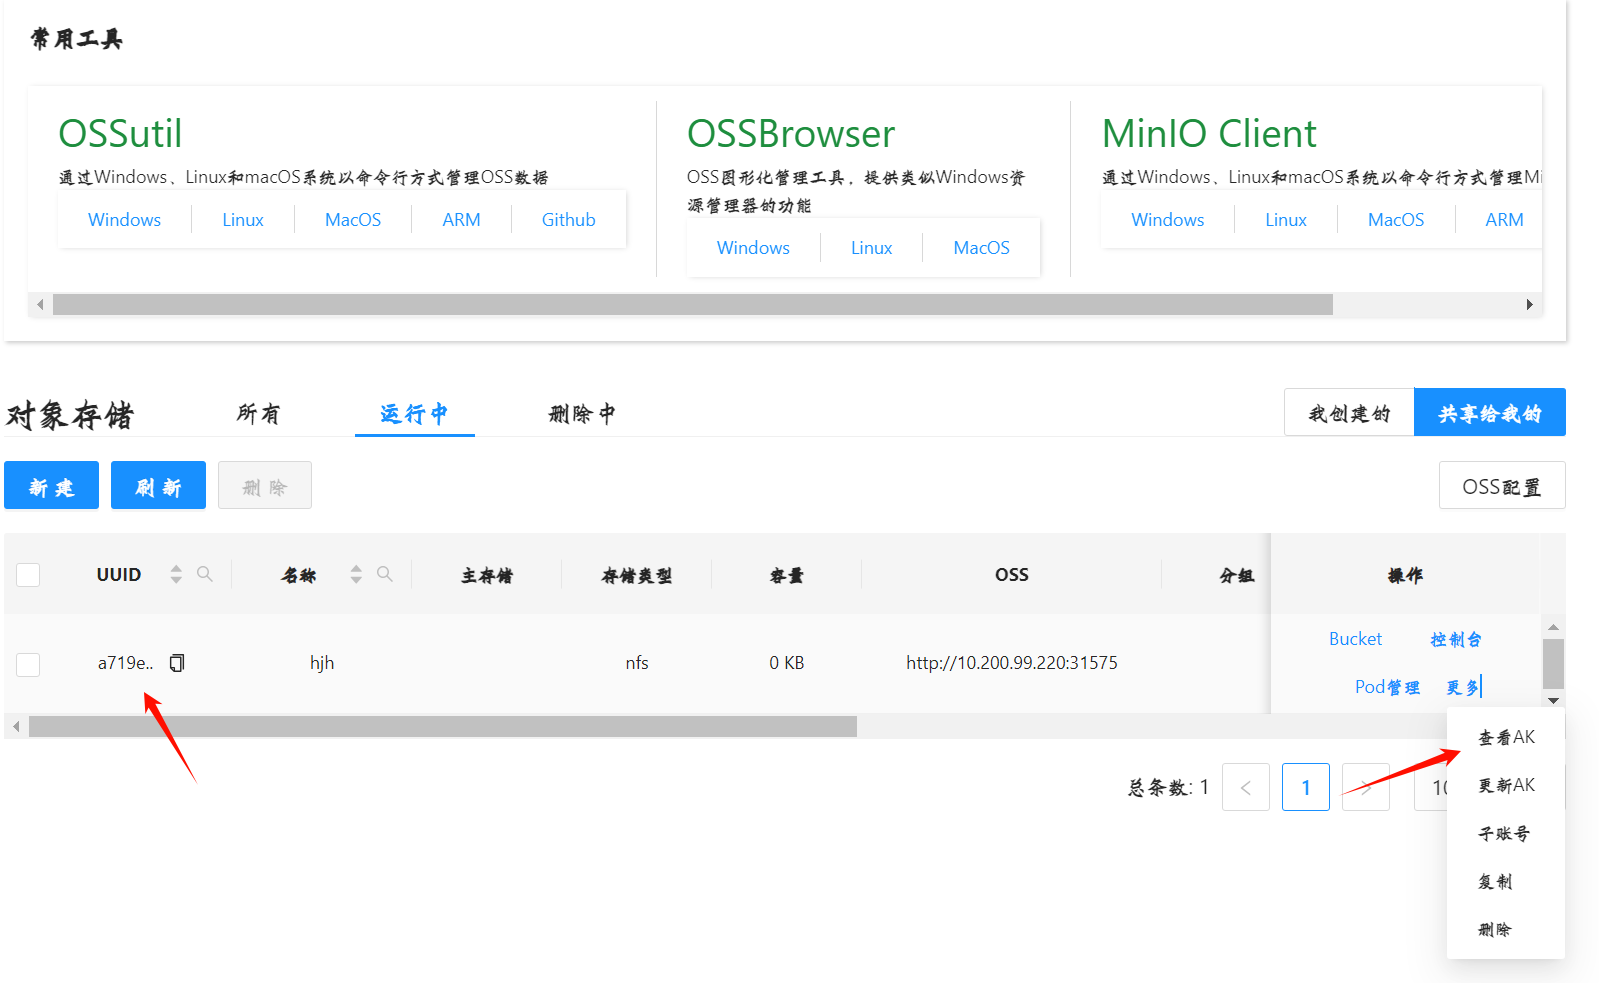 常用工具
OSSutil
通过Windows、Linux和macOS系统以命令行方式管理OSS数据
Windows
Linux
MacOS
ARM
Github
OSSBrowser
OSS图形化管理工具，提供类似Windows资
源管理器的功能
Windows
Linux
MacOS
MinIO Client
通过Windows、Linux和macOS系统以命令行方式管理Mi
Windows
Linux
MacOS
ARM
对象存储
所有
运行中
删除中
我创建的
共享给我的
新 建
刷 新
删 除
OSS配置
UUID
名称
主存储
存储类型
容量
OSS
分组
操作
a719e..
hjh
nfs
0 KB
http://10.200.99.220:31575
Bucket
控制台
Pod管理
更多
总条数: 1
<
1
>
10
查看AK
更新AK
子账号
复制
删除